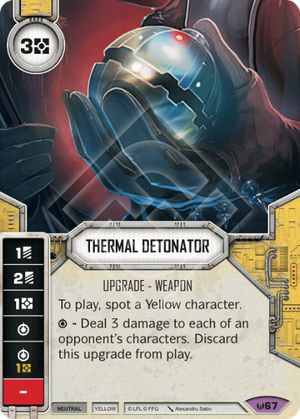 3
THERMAL DETONATOR
UPGRADE - WEAPON
To play, spot a Yellow character.
- Deal 3 damage to each of an
opponent's characters. Discard
this upgrade from play.
1
2
1
1
-
NEUTRAL YELLOW © LFL © FFG Alexandru Sabo 67